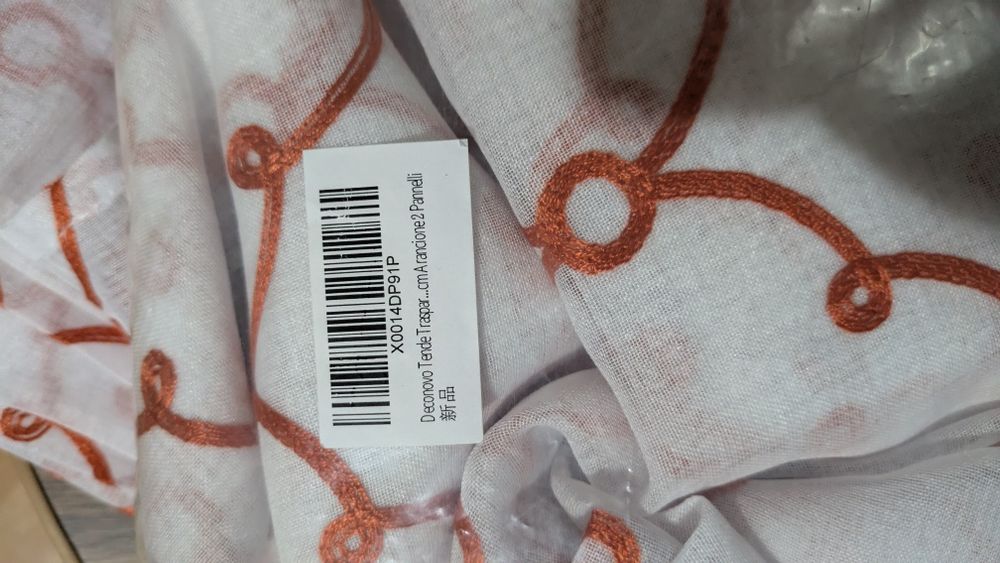 X0014DP91P
Deconovo Tende Traspar...cm Arancione 2 Pannelli
新品